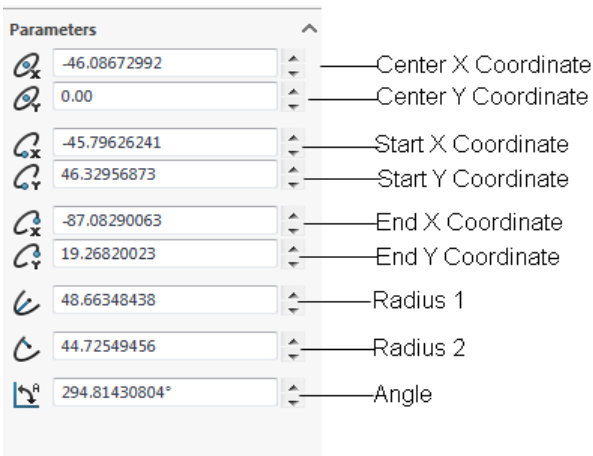 Parameters
-46.08672992 Center X Coordinate
0.00 Center Y Coordinate
-45.79626241 Start X Coordinate
46.32956873 Start Y Coordinate
-87.08290063 End X Coordinate
19.26820023 End Y Coordinate
48.66348438 Radius 1
44.72549456 Radius 2
294.81430804° Angle